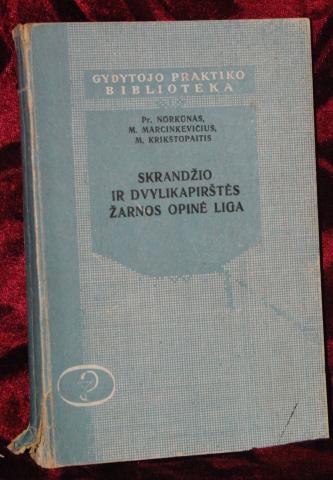 GYDYTOJO PRAKTIKO
BIBLIOTEKA
Pr. NORKŪNAS,
M. MARCINKEVIČIUS,
M. KRIKŠTOPAITIS
SKRANDŽIO
IR DVYLIKAPIRŠTĖS
ŽARNOS OPINĖ LIGA